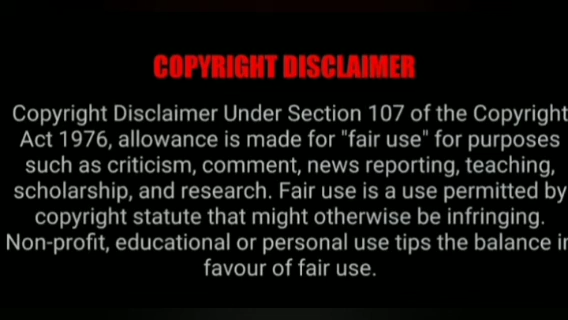 COPYRIGHT DISCLAIMER
Copyright Disclaimer Under Section 107 of the Copyright
Act 1976, allowance is made for "fair use" for purposes
such as criticism, comment, news reporting, teaching,
scholarship, and research. Fair use is a use permitted by
copyright statute that might otherwise be infringing.
Non-profit, educational or personal use tips the balance in
favour of fair use.